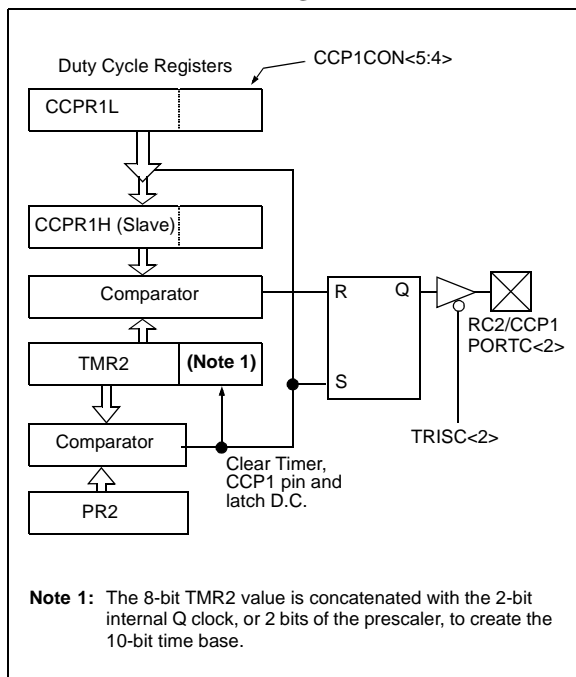 Duty Cycle Registers
CCP1CON<5:4>
CCPR1L
CCPR1H (Slave)
Comparator
R Q
S
RC2/CCP1
PORTC<2>
TMR2 (Note 1)
TRISC<2>
Comparator
Clear Timer,
CCP1 pin and
latch D.C.
PR2
Note 1: The 8-bit TMR2 value is concatenated with the 2-bit
internal Q clock, or 2 bits of the prescaler, to create the
10-bit time base.